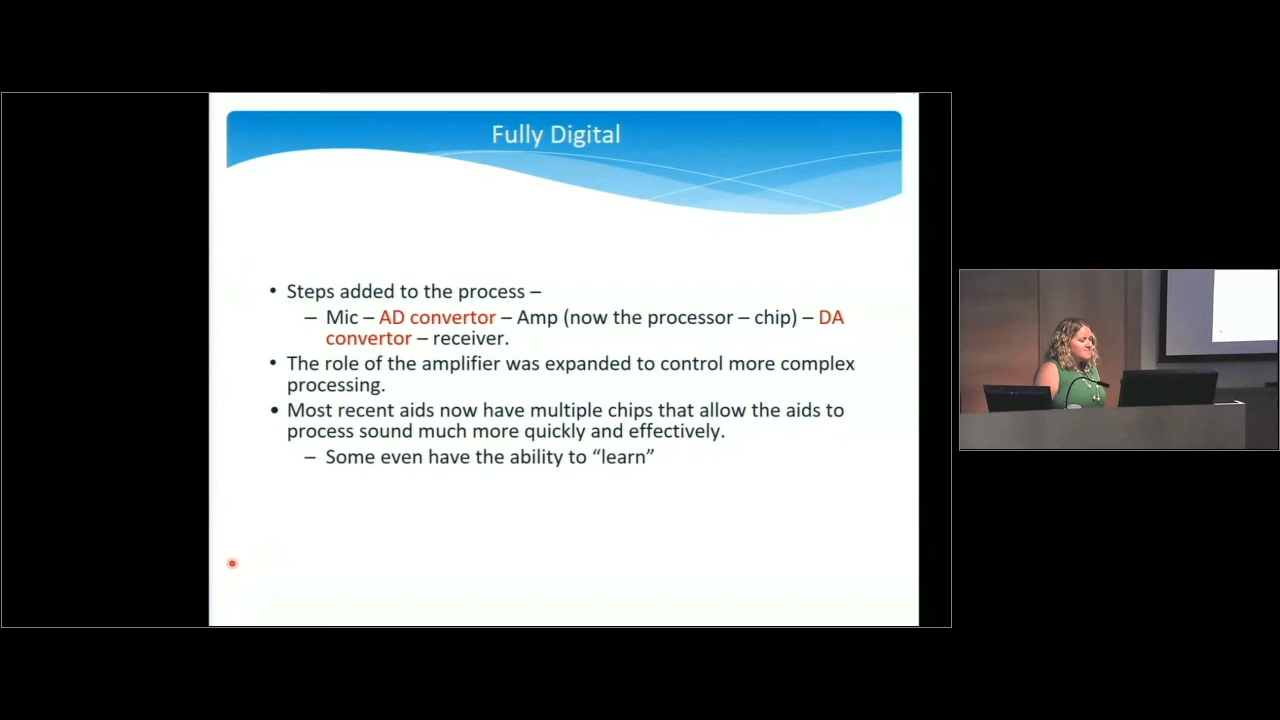 Fully Digital
• Steps added to the process –
– Mic – AD convertor – Amp (now the processor – chip) – DA
convertor – receiver.
• The role of the amplifier was expanded to control more complex
processing.
• Most recent aids now have multiple chips that allow the aids to
process sound much more quickly and effectively.
– Some even have the ability to “learn”